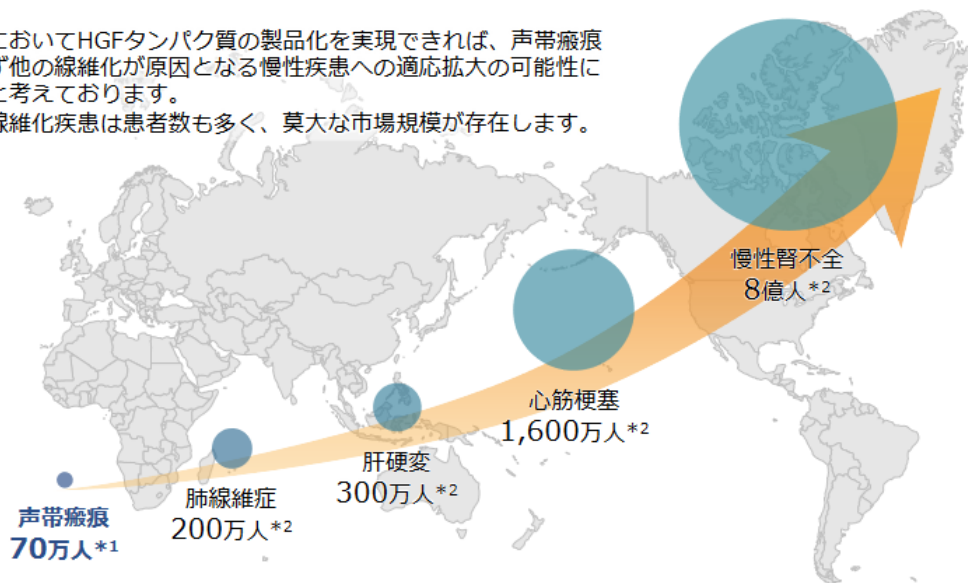 においてHGFタンパク質の製品化を実現できれば、声帯瘢痕
ず他の線維化が原因となる慢性疾患への適応拡大の可能性に
と考えております。
線維化疾患は患者数も多く、莫大な市場規模が存在します。
慢性腎不全
8億人*2
心筋梗塞
1,600万人*2
肝硬変
300万人*2
肺線維症
200万人*2
声帯瘢痕
70万人*1